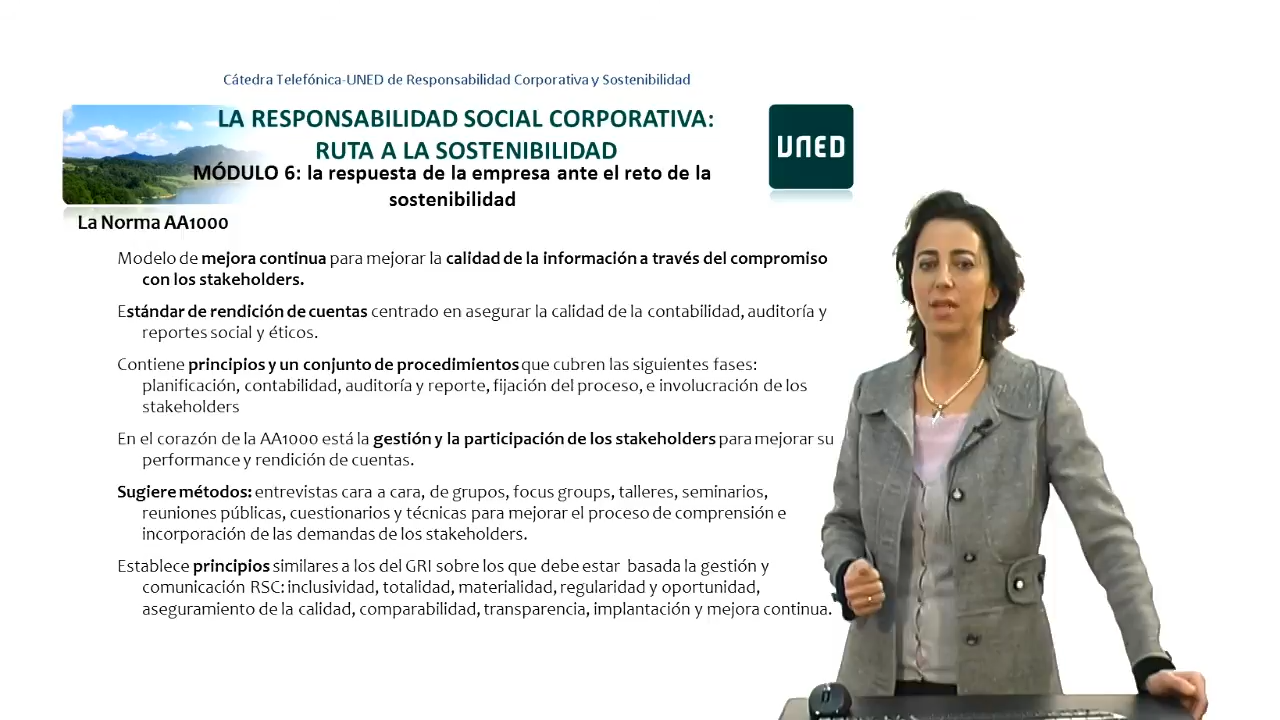 Cátedra Telefónica-UNED de Responsabilidad Corporativa y Sostenibilidad
LA RESPONSABILIDAD SOCIAL CORPORATIVA:
RUTA A LA SOSTENIBILIDAD
UNED
MÓDULO 6: la respuesta de la empresa ante el reto de la
sostenibilidad
La Norma AA1000
Modelo de mejora continua para mejorar la calidad de la información a través del compromiso
con los stakeholders.
Estándar de rendición de cuentas centrado en asegurar la calidad de la contabilidad, auditoría y
reportes social y éticos.
Contiene principios y un conjunto de procedimientos que cubren las siguientes fases:
planificación, contabilidad, auditoría y reporte, fijación del proceso, e involucración de los
stakeholders
En el corazón de la AA1000 está la gestión y la participación de los stakeholders para mejorar su
performance y rendición de cuentas.
Sugiere métodos: entrevistas cara a cara, de grupos, focus groups, talleres, seminarios,
reuniones públicas, cuestionarios y técnicas para mejorar el proceso de comprensión e
incorporación de las demandas de los stakeholders.
Establece principios similares a los del GRI sobre los que debe estar basada la gestión y
comunicación RSC: inclusividad, totalidad, materialidad, regularidad y oportunidad,
aseguramiento de la calidad, comparabilidad, transparencia, implantación y mejora continua.